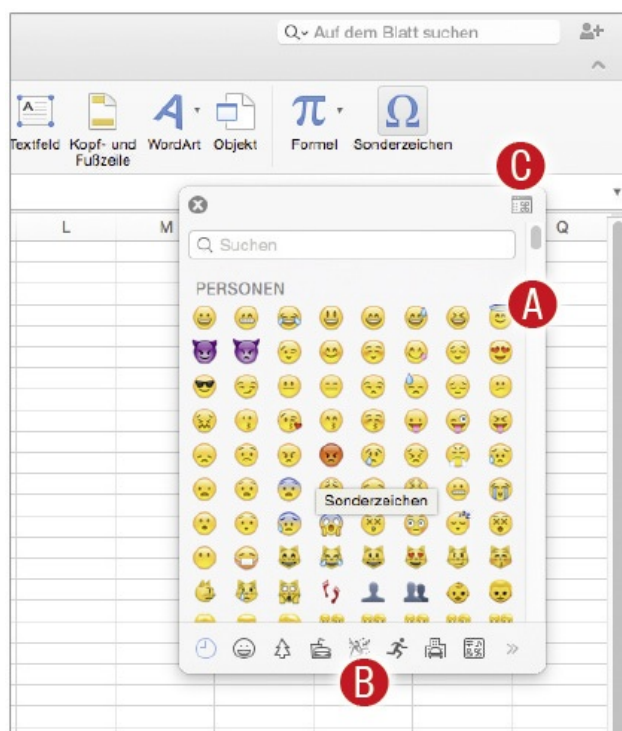 Auf dem Blatt suchen
A
π Ω
Textfeld Kopf- und Fußzeile WordArt Objekt Formel Sonderzeichen
C
L M Q
Suchen
PERSONEN
A
Sonderzeichen
B